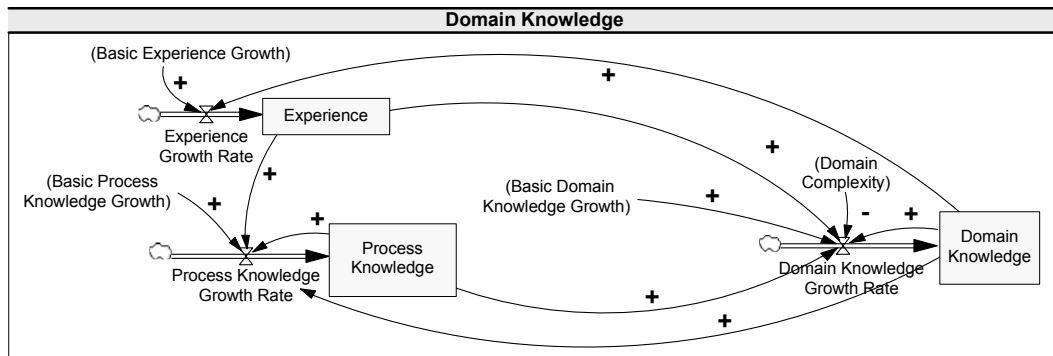 Domain Knowledge
(Basic Experience Growth)
+
+
Experience
Experience
Growth Rate
+
+
(Domain
Complexity)
(Basic Process
Knowledge Growth)
+
(Basic Domain
Knowledge Growth)
+
-
+
+
Process
Knowledge
Domain
Knowledge
Process Knowledge
Growth Rate
Domain Knowledge
Growth Rate
+
+